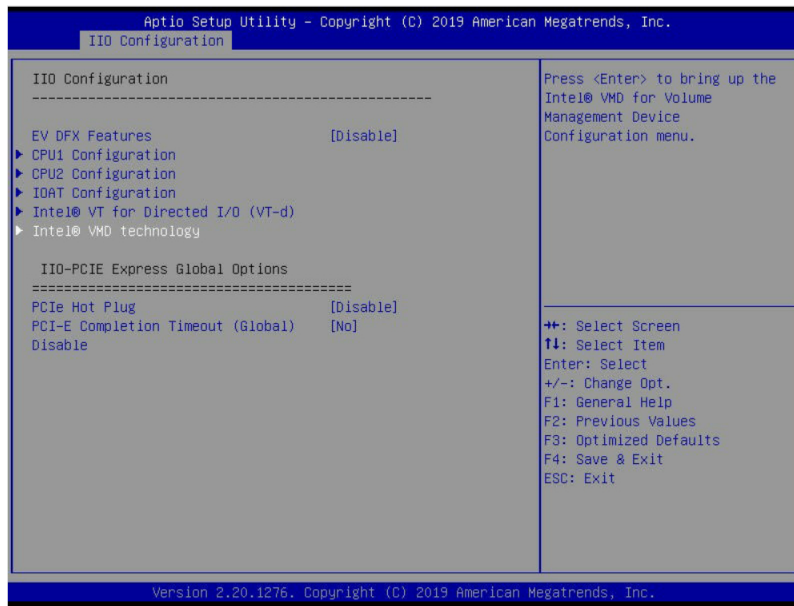 Aptio Setup Utility – Copyright (C) 2019 American Megatrends, Inc.
IIO Configuration
IIO Configuration
--------------------------------------------------
EV DFX Features [Disable]
▶ CPU1 Configuration
▶ CPU2 Configuration
▶ IOAT Configuration
▶ Intel® VT for Directed I/O (VT-d)
▶ Intel® VMD technology
IIO-PCIE Express Global Options
========================================
PCIe Hot Plug [Disable]
PCI-E Completion Timeout (Global) [No]
Disable
Press <Enter> to bring up the
Intel® VMD for Volume
Management Device
Configuration menu.
→←: Select Screen
↑↓: Select Item
Enter: Select
+/-: Change Opt.
F1: General Help
F2: Previous Values
F3: Optimized Defaults
F4: Save & Exit
ESC: Exit
Version 2.20.1276. Copyright (C) 2019 American Megatrends, Inc.